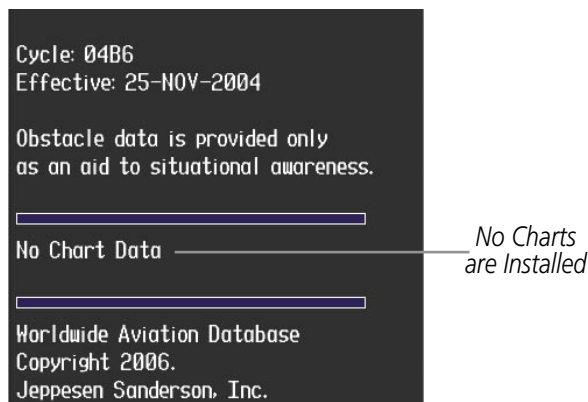 Cycle: 04B6
Effective: 25-NOV-2004
Obstacle data is provided only
as an aid to situational awareness.
No Chart Data
No Charts
are Installed
Worldwide Aviation Database
Copyright 2006.
Jeppesen Sanderson, Inc.